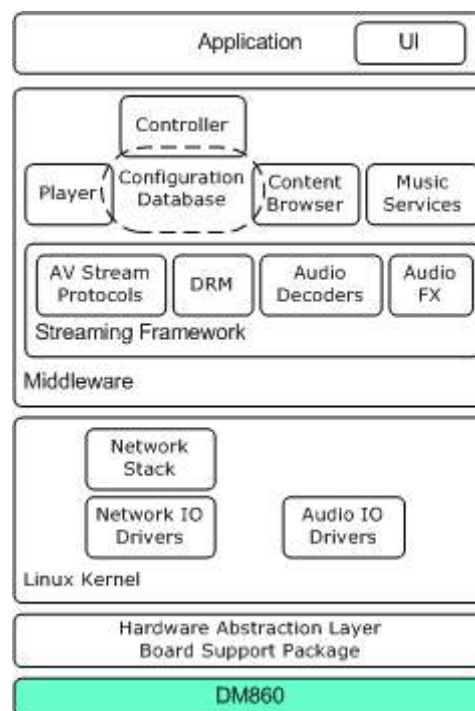 Application
UI
Controller
Player
Configuration
Database
Content
Browser
Music
Services
AV Stream
Protocols
DRM
Audio
Decoders
Audio
FX
Streaming Framework
Middleware
Network
Stack
Network IO
Drivers
Audio IO
Drivers
Linux Kernel
Hardware Abstraction Layer
Board Support Package
DM860